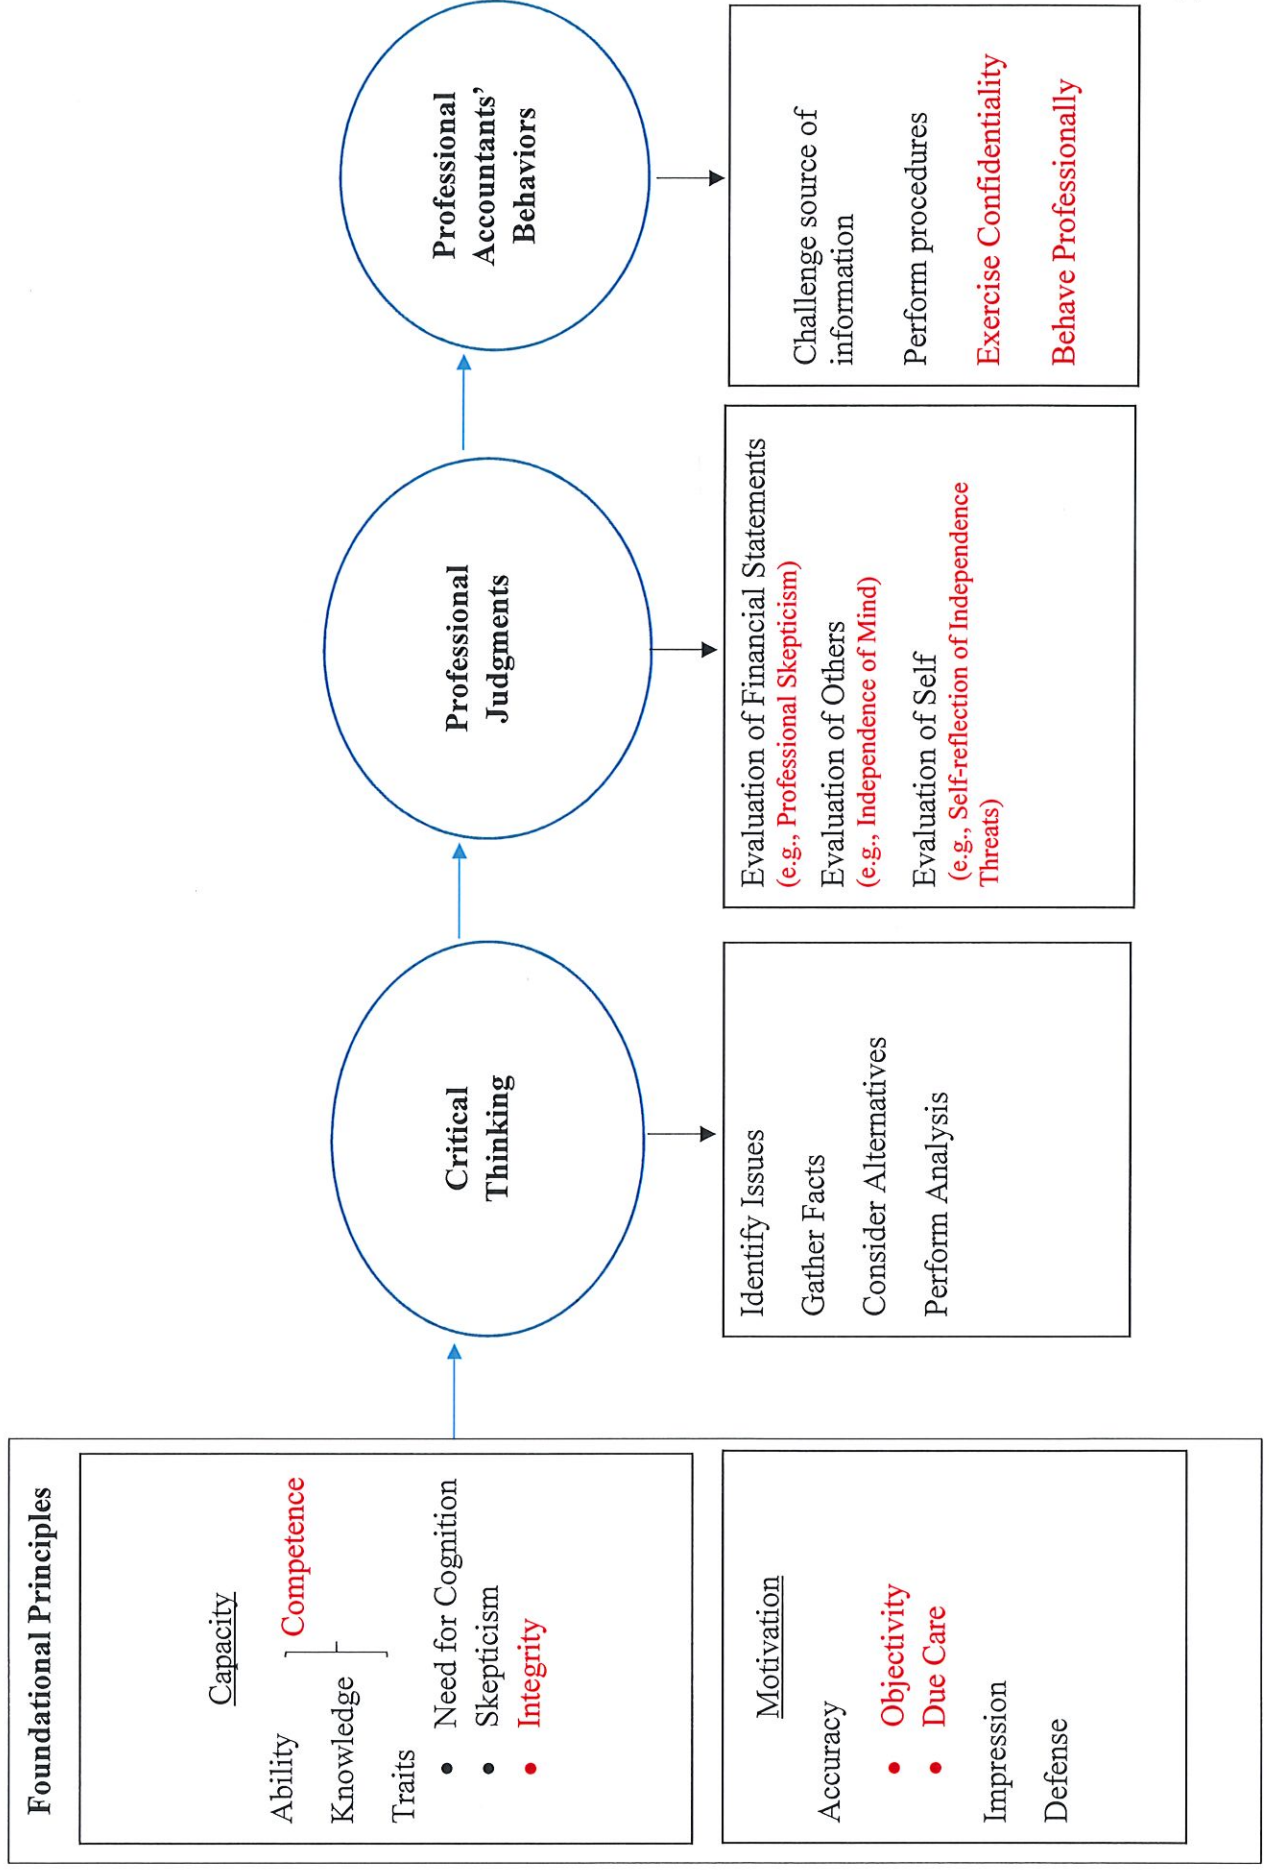 Foundational Principles
Capacity
Ability
Competence
Knowledge
Traits
• Need for Cognition
• Skepticism
• Integrity
Motivation
Accuracy
• Objectivity
• Due Care
Impression
Defense
Critical
Thinking
Identify Issues
Gather Facts
Consider Alternatives
Perform Analysis
Professional
Judgments
Evaluation of Financial Statements
(e.g., Professional Skepticism)
Evaluation of Others
(e.g., Independence of Mind)
Evaluation of Self
(e.g., Self-reflection of Independence
Threats)
Professional
Accountants’
Behaviors
Challenge source of
information
Perform procedures
Exercise Confidentiality
Behave Professionally